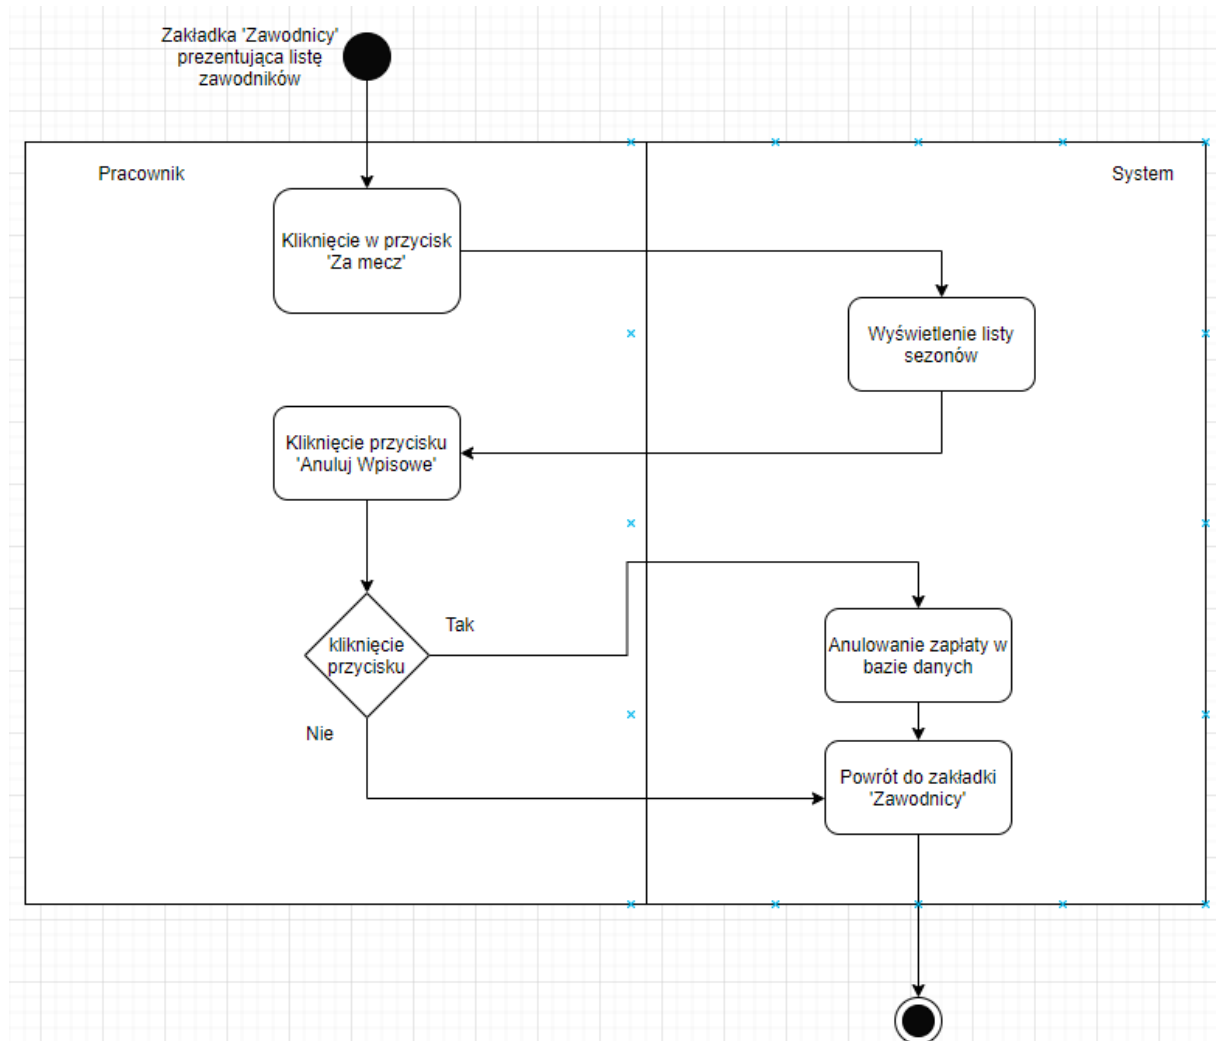 Zakładka 'Zawodnicy'
prezentująca listę
zawodników
Pracownik
System
Kliknięcie w przycisk
'Za mecz'
Wyświetlenie listy
sezonów
Kliknięcie przycisku
'Anuluj Wpisowe'
Tak
kliknięcie
przycisku
Anulowanie zapłaty w
bazie danych
Nie
Powrót do zakładki
'Zawodnicy'